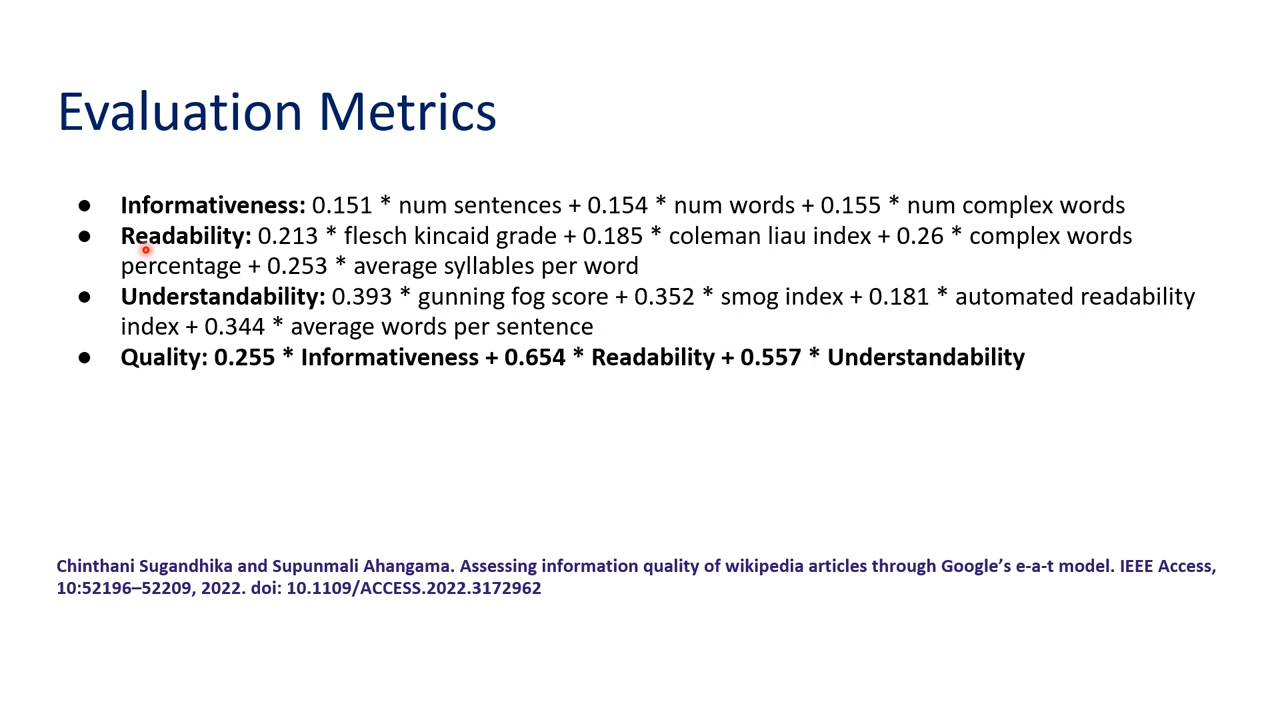 Evaluation Metrics
● Informativeness: 0.151 * num sentences + 0.154 * num words + 0.155 * num complex words
● Readability: 0.213 * flesch kincaid grade + 0.185 * coleman liau index + 0.26 * complex words
percentage + 0.253 * average syllables per word
● Understandability: 0.393 * gunning fog score + 0.352 * smog index + 0.181 * automated readability
index + 0.344 * average words per sentence
● Quality: 0.255 * Informativeness + 0.654 * Readability + 0.557 * Understandability
Chinthani Sugandhika and Supunmali Ahangama. Assessing information quality of wikipedia articles through Google’s e-a-t model. IEEE Access,
10:52196–52209, 2022. doi: 10.1109/ACCESS.2022.3172962